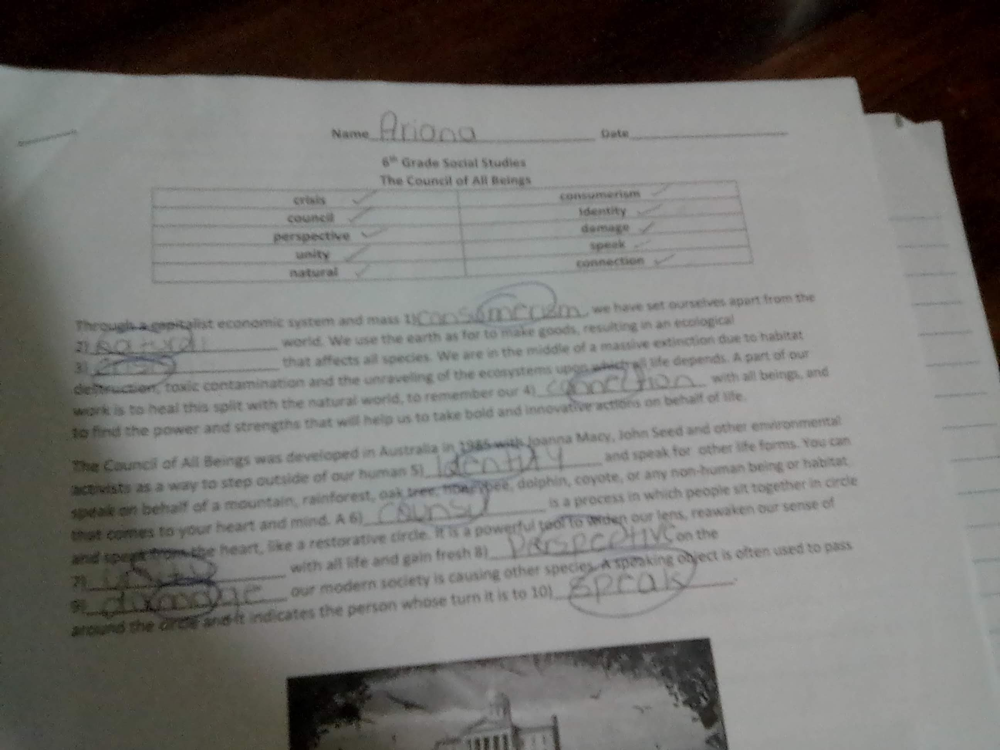 Name Ariana Date
6th Grade Social Studies
The Council of All Beings
crisis ✓ consumerism ✓
council ✓ identity ✓
perspective ✓ damage ✓
unity ✓ speak ✓
natural ✓ connection ✓
Through a capitalist economic system and mass 1) consumerism, we have set ourselves apart from the
2) natural world. We use the earth as for to make goods, resulting in an ecological
3) crisis that affects all species. We are in the middle of a massive extinction due to habitat
destruction, toxic contamination and the unraveling of the ecosystems upon which all life depends. A part of our
work is to heal this split with the natural world, to remember our 4) connection with all beings, and
to find the power and strengths that will help us to take bold and innovative actions on behalf of life.
The Council of All Beings was developed in Australia in with Joanna Macy, John Seed and other environmental
activists as a way to step outside of our human 5) Identity and speak for other life forms. You can
speak on behalf of a mountain, rainforest, oak tree, honeybee, dolphin, coyote, or any non-human being or habitat
that comes to your heart and mind. A 6) is a process in which people sit together in circle
and speak from the heart, like a restorative circle. It is a powerful tool to widen our lens, reawaken our sense of
7) unity with all life and gain fresh 8) perspective on the
9) damage our modern society is causing other species. A speaking object is often used to pass
around the circle and it indicates the person whose turn it is to 10) speak.